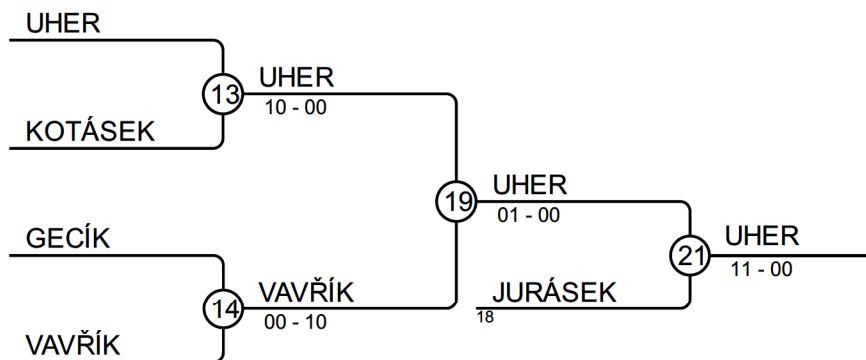 UHER
13
UHER
10 - 00
KOTÁSEK
19
UHER
01 - 00
GECÍK
21
UHER
11 - 00
14
VAVŘÍK
00 - 10
JURÁSEK
18
VAVŘÍK